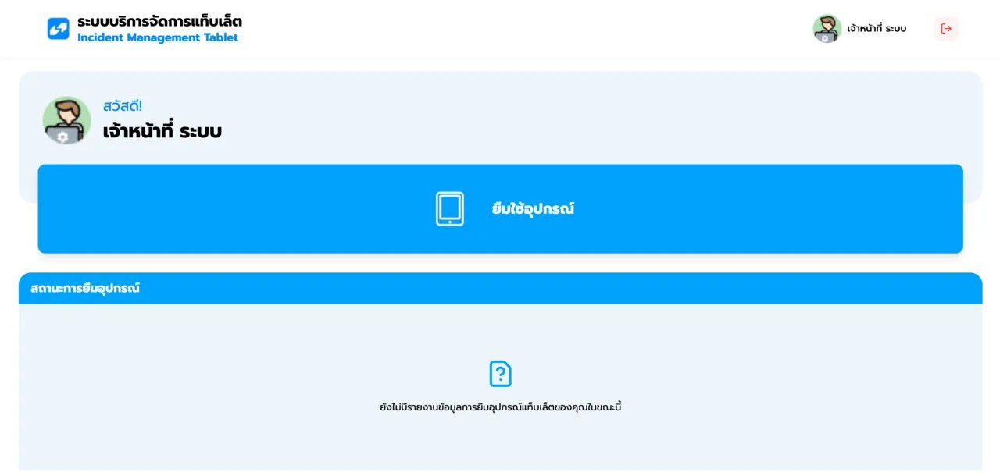 ระบบบริการจัดการแท็บเล็ต
Incident Management Tablet
เจ้าหน้าที่ ระบบ
สวัสดี!
เจ้าหน้าที่ ระบบ
ยืมใช้อุปกรณ์
สถานะการยืมอุปกรณ์
ยังไม่มีรายงานข้อมูลการยืมอุปกรณ์แท็บเล็ตของคุณในขณะนี้